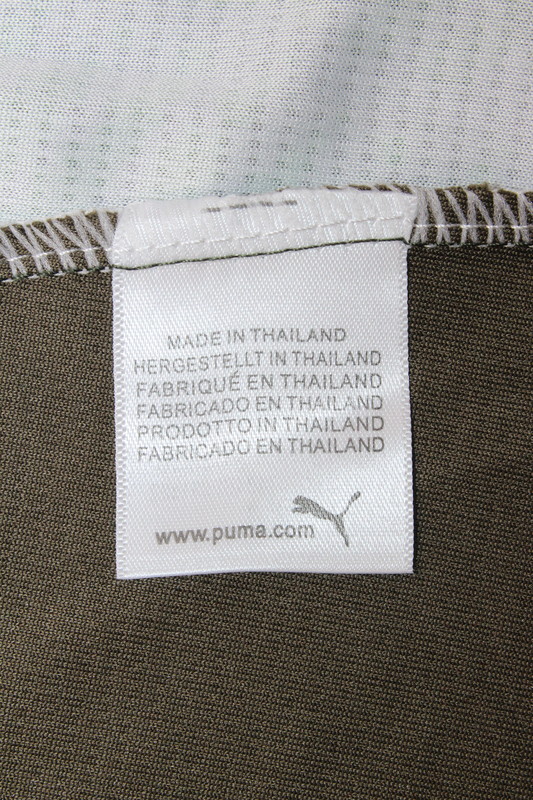 MADE IN THAILAND
HERGESTELLT IN THAILAND
FABRIQUÉ EN THAILAND
FABRICADO EN THAILAND
PRODOTTO IN THAILAND
FABRICADO EN THAILAND
www.puma.com